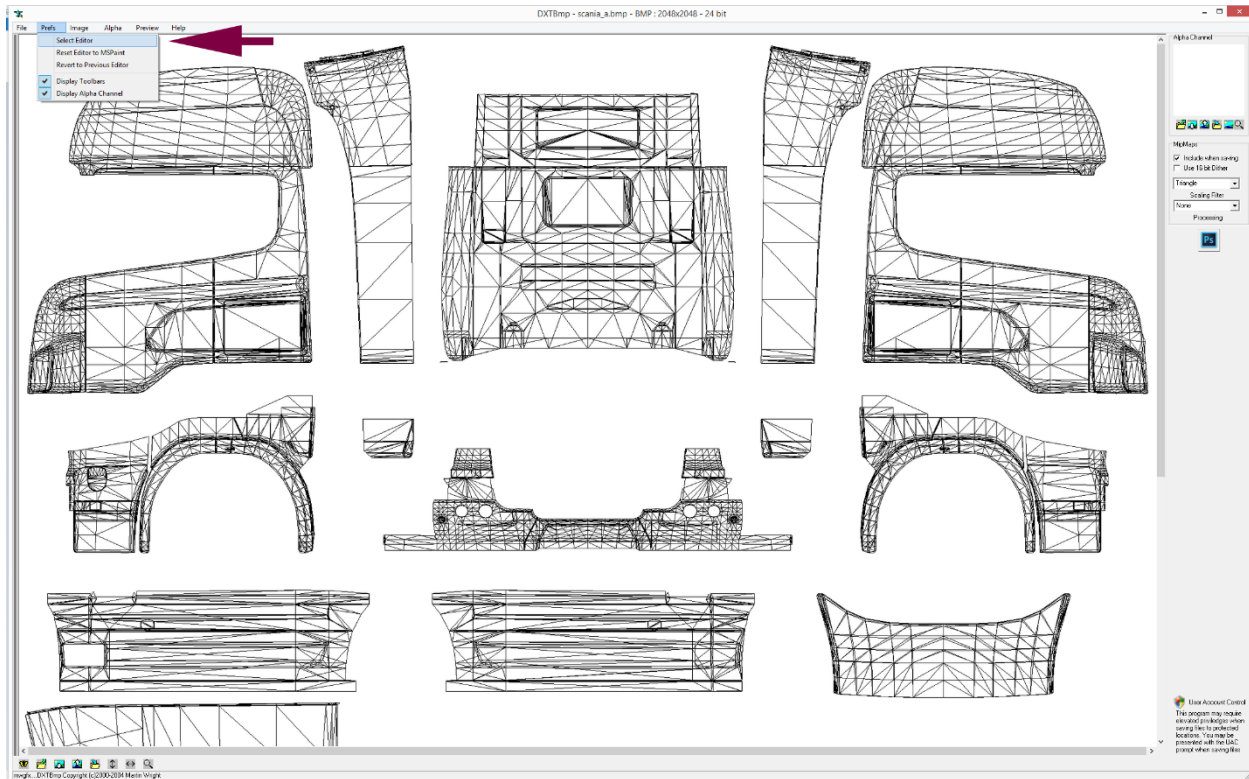 DXTBmp - scania_a.bmp - BMP : 2048x2048 - 24 bit
File Prefs Image Alpha Preview Help
Select Editor
Reset Editor to MSPaint
Revert to Previous Editor
Display Toolbars
Display Alpha Channel
Alpha Channel
MipMaps
Include when saving
Use 16 bit Dither
Triangle
Scaling Filter
None
Processing
Ps
User Account Control
This program may require
elevated priviledges when
saving files to protected
locations. You may be
presented with the UAC
prompt when saving files
mwgfx...DXTBmp Copyright (c)2000-2004 Martin Wright